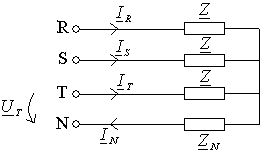 R I_R Z
S I_S Z
T I_T Z
U_T N I_N Z_N